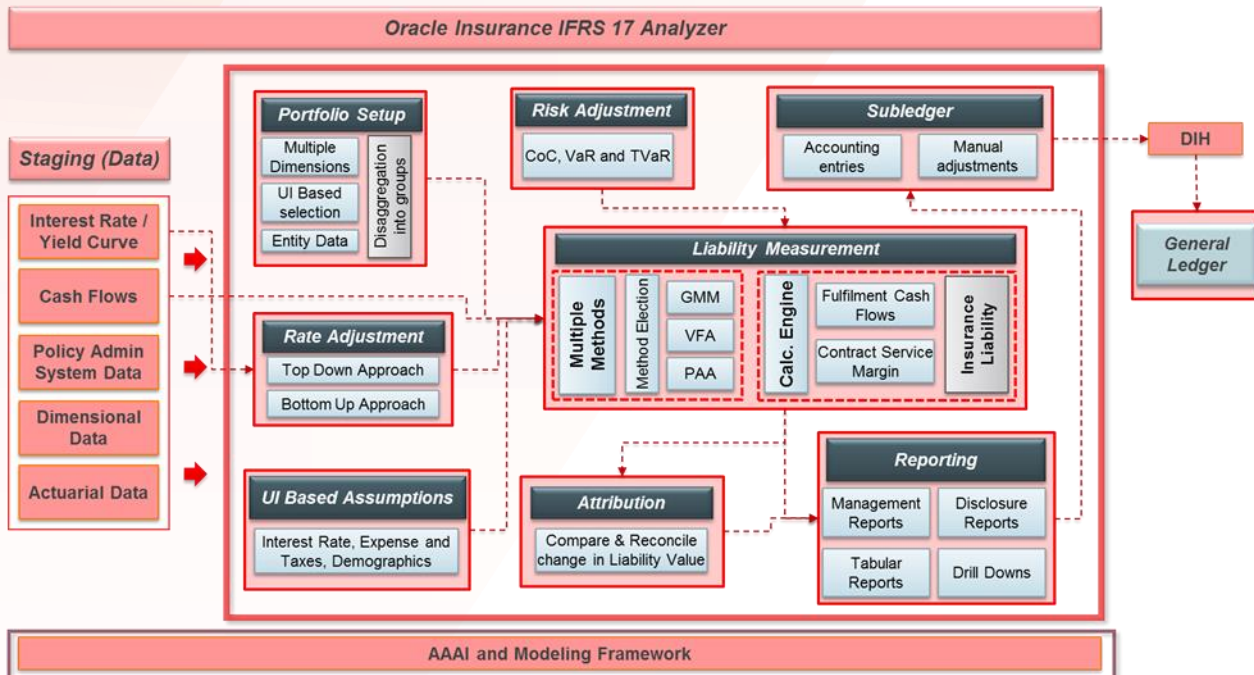 Oracle Insurance IFRS 17 Analyzer
Staging (Data)
Interest Rate /
Yield Curve
Cash Flows
Policy Admin
System Data
Dimensional
Data
Actuarial Data
Portfolio Setup
Multiple
Dimensions
UI Based
selection
Entity Data
Disaggregation
into groups
Risk Adjustment
CoC, VaR and TVaR
Subledger
Accounting
entries
Manual
adjustments
DIH
General
Ledger
Rate Adjustment
Top Down Approach
Bottom Up Approach
Liability Measurement
Multiple
Methods
Method Election
GMM
VFA
PAA
Calc. Engine
Fulfilment Cash
Flows
Contract Service
Margin
Insurance
Liability
UI Based Assumptions
Interest Rate, Expense and
Taxes, Demographics
Attribution
Compare & Reconcile
change in Liability Value
Reporting
Management
Reports
Disclosure
Reports
Tabular
Reports
Drill Downs
AAAI and Modeling Framework